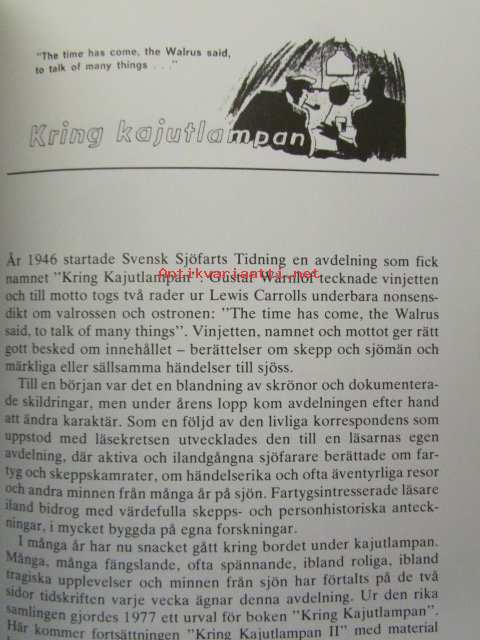 "The time has come, the Walrus said,
to talk of many things . . ."
Kring kajutlampan
År 1946 startade Svensk Sjöfarts Tidning en avdelning som fick
namnet "Kring Kajutlampan". Gustaf Wärnlöf tecknade vinjetten
Antikvariaatti.net
och till motto togs två rader ur Lewis Carrolls underbara nonsens-
dikt om valrossen och ostronen: "The time has come, the Walrus
said, to talk of many things". Vinjetten, namnet och mottot ger rätt
gott besked om innehållet – berättelser om skepp och sjömän och
märkliga eller sällsamma händelser till sjöss.
Till en början var det en blandning av skrönor och dokumentera-
de skildringar, men under årens lopp kom avdelningen efter hand
att ändra karaktär. Som en följd av den livliga korrespondens som
uppstod med läsekretsen utvecklades den till en läsarnas egen
avdelning, där aktiva och ilandgångna sjöfarare berättade om far-
tyg och skeppskamrater, om händelserika och ofta äventyrliga resor
och andra minnen från många år på sjön. Fartygsintresserade läsare
iland bidrog med värdefulla skepps- och personhistoriska anteck-
ningar, i mycket byggda på egna forskningar.
I många år har nu snacket gått kring bordet under kajutlampan.
Många, många fängslande, ofta spännande, ibland roliga, ibland
tragiska upplevelser och minnen från sjön har förtalts på de två
sidor tidskriften varje vecka ägnar denna avdelning. Ur den rika
samlingen gjordes 1977 ett urval för boken "Kring Kajutlampan".
Här kommer fortsättningen "Kring Kajutlampan II" med material